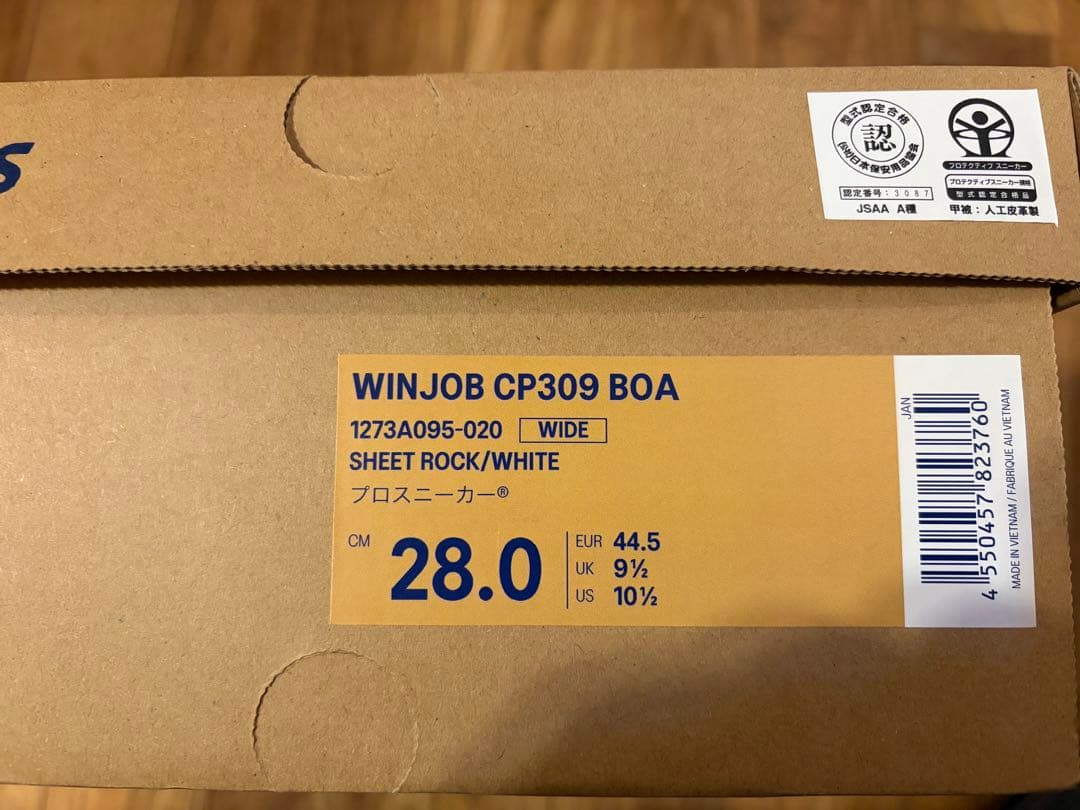 s
型式認定合格
認
(公社)日本保安用品協会
認定番号:3087
JSAA A種
プロテクティブ スニーカー
プロテクティブスニーカー規格
型式認定合格品
甲被:人工皮革製
WINJOB CP309 BOA
1273A095-020 WIDE
SHEET ROCK/WHITE
プロスニーカー®
CM 28.0
EUR 44.5
UK 9½
US 10½
JAN
4 550457 823760
MADE IN VIETNAM / FABRIQUE AU VIETNAM